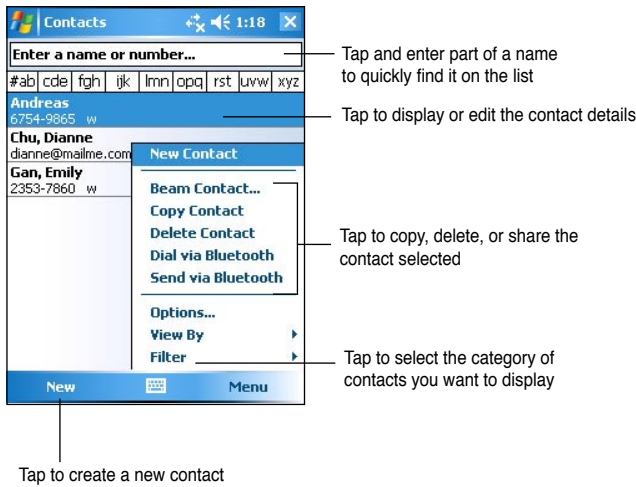 Contacts 1:18
Enter a name or number...
Tap and enter part of a name
to quickly find it on the list
#ab cde fgh ijk lmn opq rst uvw xyz
Andreas
6754-9865 w
Tap to display or edit the contact details
Chu, Dianne
dianne@mailme.com
Gan, Emily
2353-7860 w
New Contact
Beam Contact...
Copy Contact
Delete Contact
Dial via Bluetooth
Send via Bluetooth
Tap to copy, delete, or share the
contact selected
Options...
View By
Filter
Tap to select the category of
contacts you want to display
New Menu
Tap to create a new contact